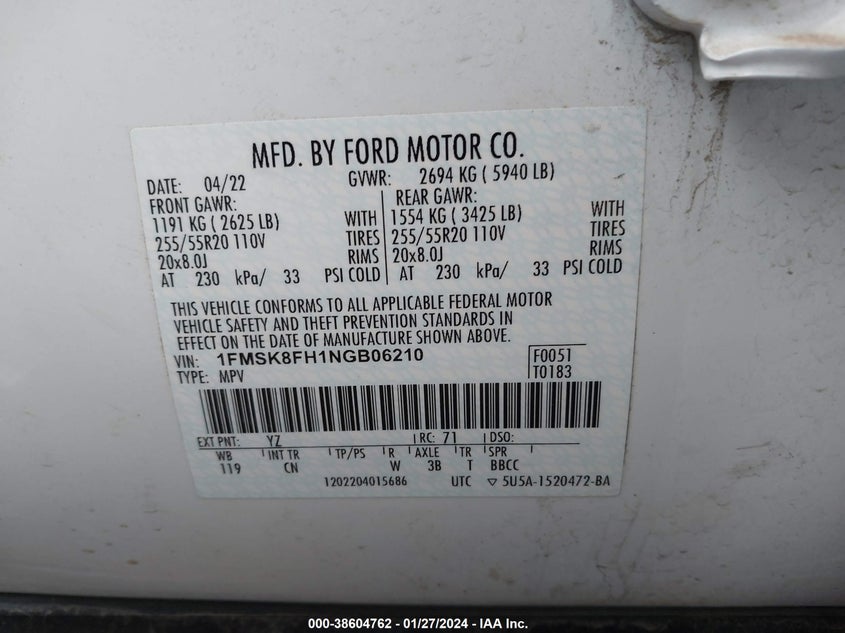 MFD. BY FORD MOTOR CO.
DATE: 04/22 GVWR: 2694 KG ( 5940 LB)
FRONT GAWR: REAR GAWR:
1191 KG ( 2625 LB) WITH 1554 KG ( 3425 LB) WITH
255/55R20 110V TIRES 255/55R20 110V TIRES
20x8.0J RIMS 20x8.0J RIMS
AT 230 kPa/ 33 PSI COLD AT 230 kPa/ 33 PSI COLD
THIS VEHICLE CONFORMS TO ALL APPLICABLE FEDERAL MOTOR
VEHICLE SAFETY AND THEFT PREVENTION STANDARDS IN
EFFECT ON THE DATE OF MANUFACTURE SHOWN ABOVE.
VIN: 1FMSK8FH1NGB06210 F0051
TYPE: MPV T0183
EXT PNT: YZ RC: 71 DSO:
WB INT TR TP/PS R AXLE TR SPR
119 CN W 3B T BBCC
1202204015686 UTC ▽ 5U5A-1520472-BA
000-38604762 - 01/27/2024 - IAA Inc.